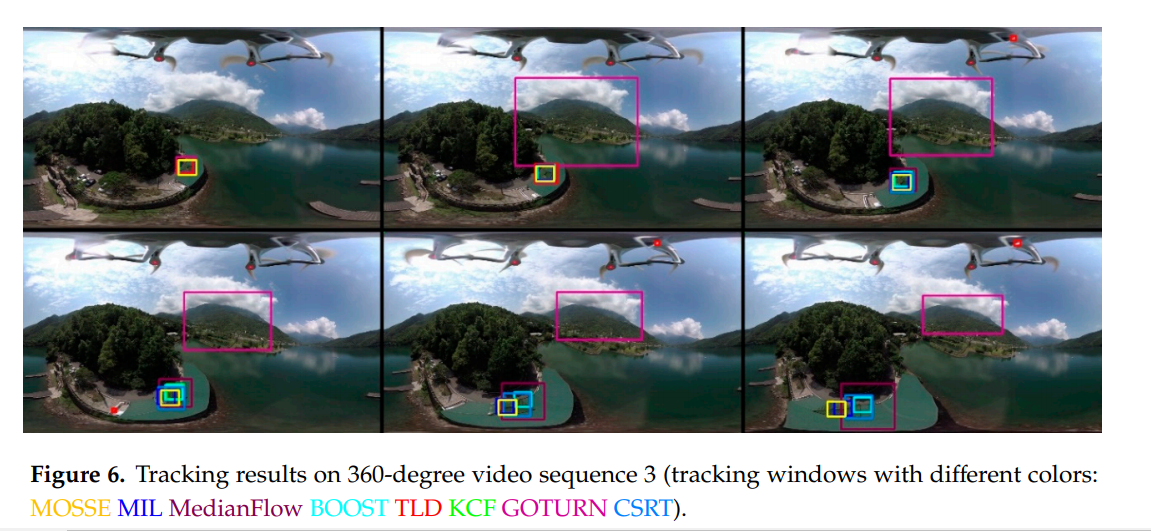 Figure 6. Tracking results on 360-degree video sequence 3 (tracking windows with different colors:
MOSSE MIL MedianFlow BOOST TLD KCF GOTURN CSRT).